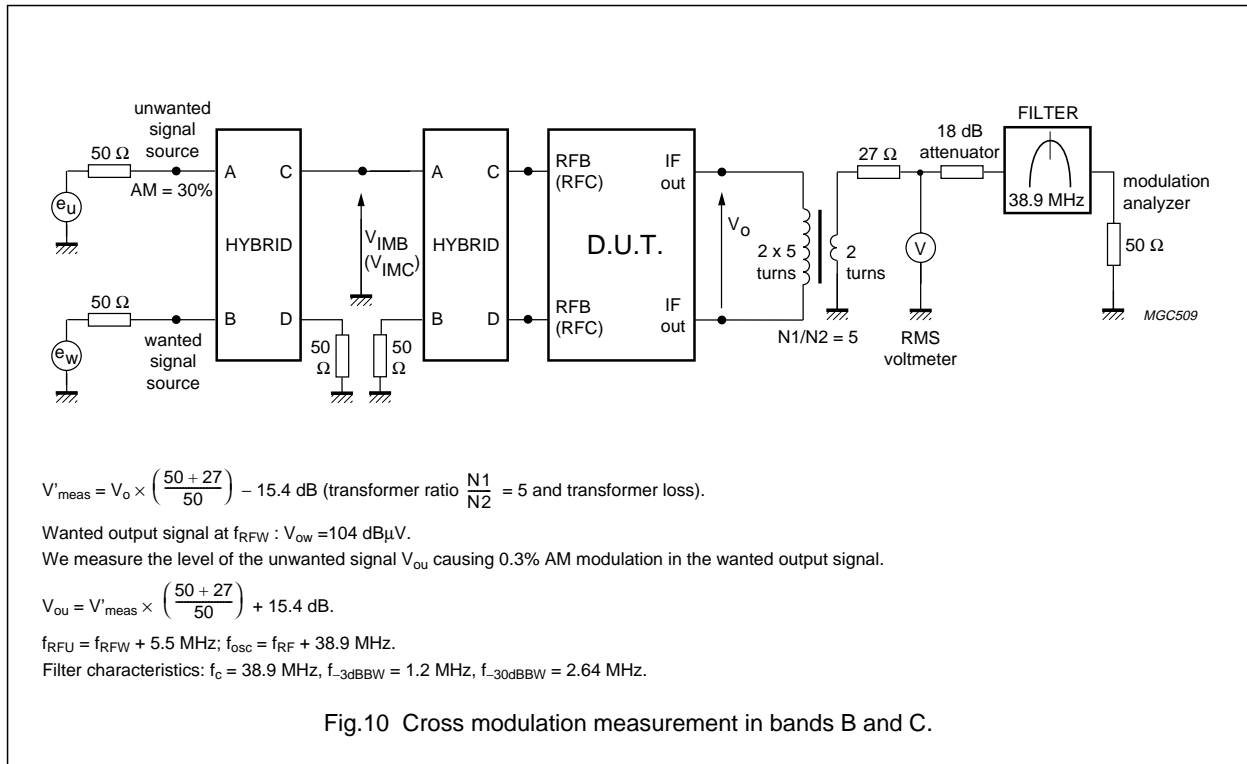 unwanted
signal
source
50 Ω
AM = 30%
e_u
A
C
HYBRID
B
D
50 Ω
e_w
wanted
signal
source
50
Ω
V_IMB
(V_IMC)
50
Ω
A
C
HYBRID
B
D
RFB
(RFC)
IF
out
D.U.T.
RFB
(RFC)
IF
out
V_o
2 x 5
turns
2
turns
N1/N2 = 5
27 Ω
V
RMS
voltmeter
18 dB
attenuator
FILTER
38.9 MHz
modulation
analyzer
50 Ω
MGC509
V'_meas = V_o × ( (50 + 27) / 50 ) – 15.4 dB (transformer ratio N1/N2 = 5 and transformer loss).
Wanted output signal at f_RFW : V_ow =104 dBµV.
We measure the level of the unwanted signal V_ou causing 0.3% AM modulation in the wanted output signal.
V_ou = V'_meas × ( (50 + 27) / 50 ) + 15.4 dB.
f_RFU = f_RFW + 5.5 MHz; f_osc = f_RF + 38.9 MHz.
Filter characteristics: f_c = 38.9 MHz, f_–3dBBW = 1.2 MHz, f_–30dBBW = 2.64 MHz.
Fig.10 Cross modulation measurement in bands B and C.